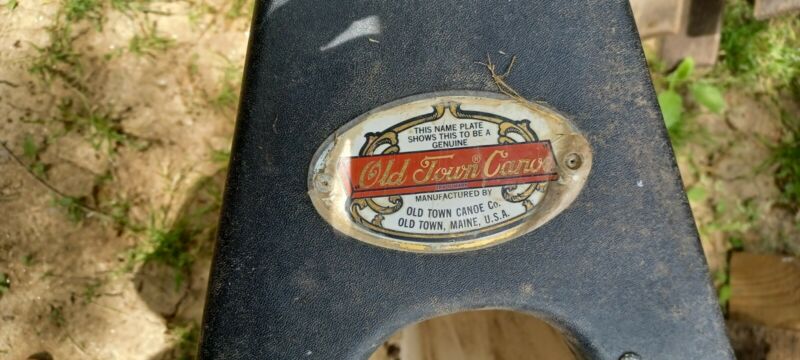 THIS NAME PLATE
SHOWS THIS TO BE A
GENUINE
Old Town® Canoe
TRADEMARK
MANUFACTURED BY
OLD TOWN CANOE Co.
OLD TOWN, MAINE, U.S.A.